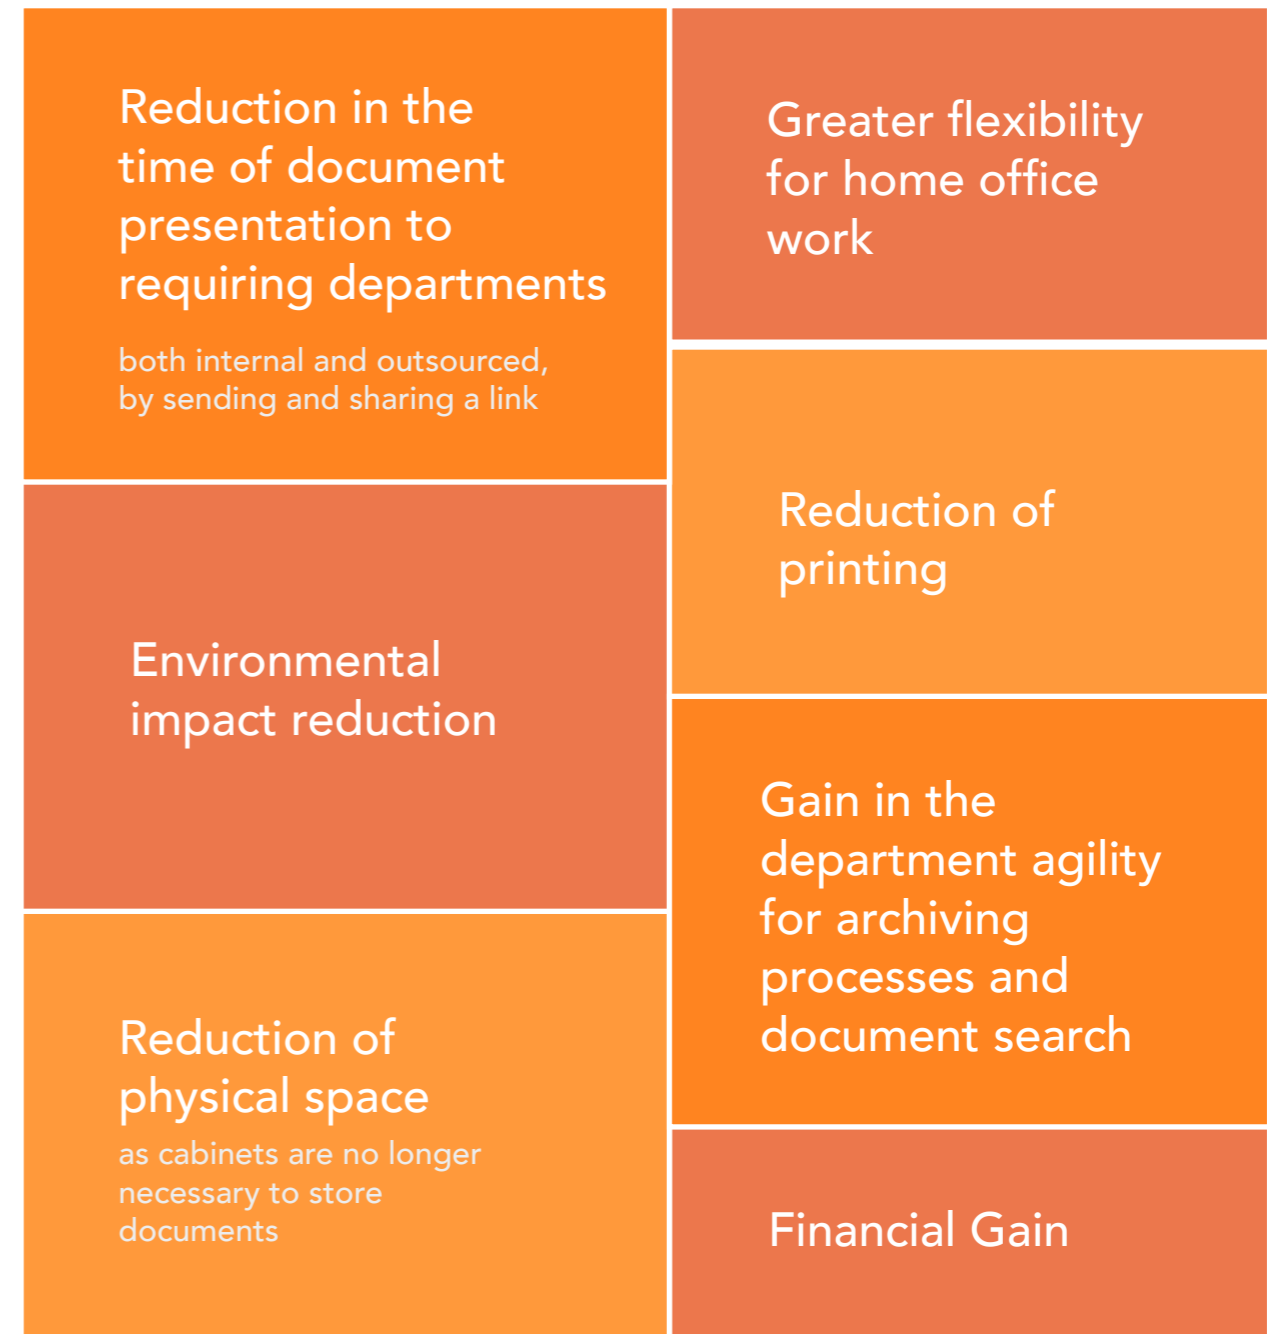 Reduction in the
time of document
presentation to
requiring departments
both internal and outsourced,
by sending and sharing a link
Environmental
impact reduction
Reduction of
physical space
as cabinets are no longer
necessary to store
documents
Greater flexibility
for home office
work
Reduction of
printing
Gain in the
department agility
for archiving
processes and
document search
Financial Gain